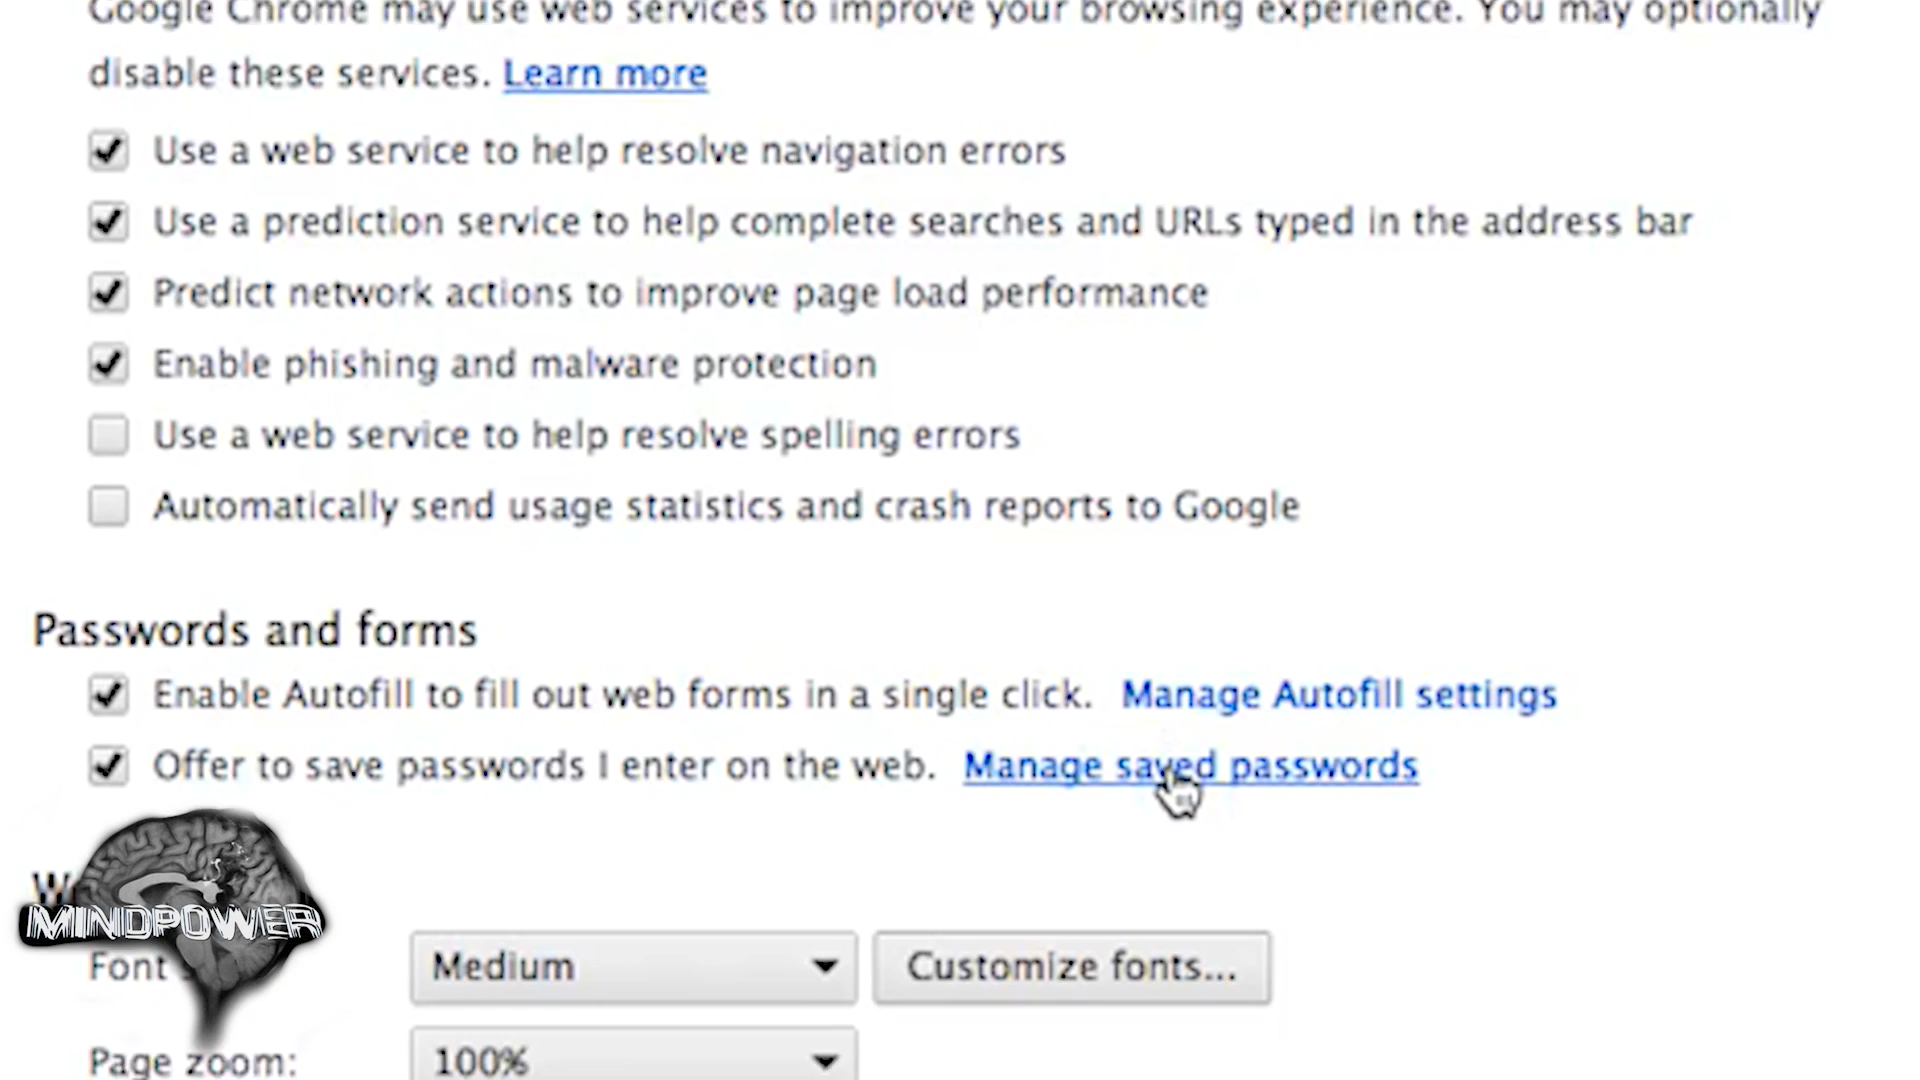 Google Chrome may use web services to improve your browsing experience. You may optionally
disable these services. Learn more
Use a web service to help resolve navigation errors
Use a prediction service to help complete searches and URLs typed in the address bar
Predict network actions to improve page load performance
Enable phishing and malware protection
Use a web service to help resolve spelling errors
Automatically send usage statistics and crash reports to Google
Passwords and forms
Enable Autofill to fill out web forms in a single click. Manage Autofill settings
Offer to save passwords I enter on the web. Manage saved passwords
MINDPOWER
Font Medium Customize fonts...
Page zoom: 100%